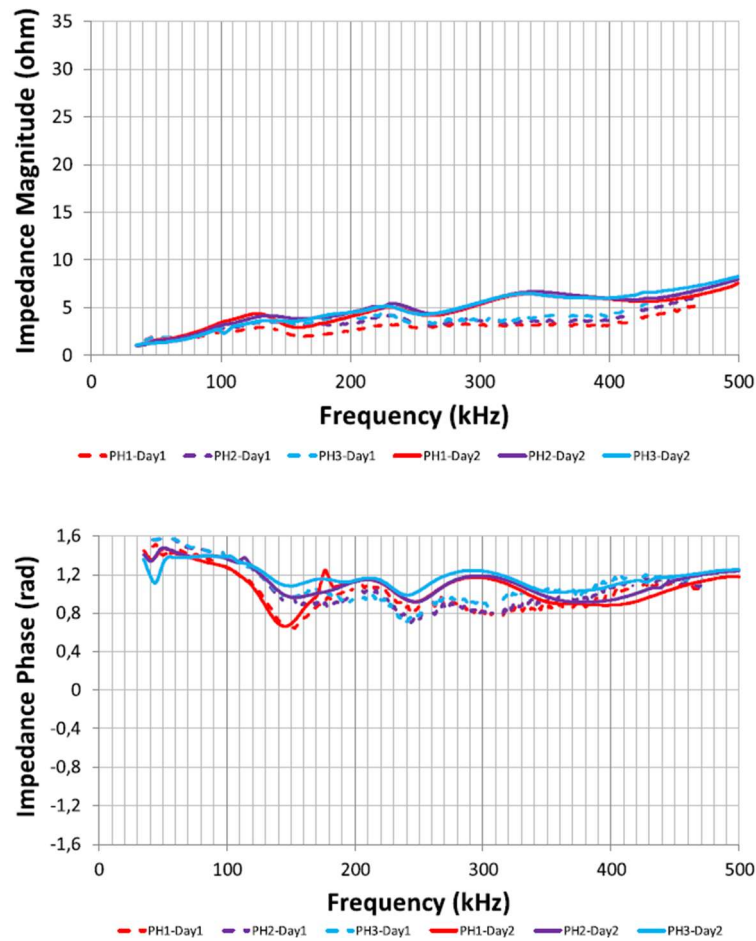 Impedance Magnitude (ohm)
35
30
25
20
15
10
5
0
0 100 200 300 400 500
Frequency (kHz)
PH1-Day1 PH2-Day1 PH3-Day1 PH1-Day2 PH2-Day2 PH3-Day2
Impedance Phase (rad)
1,6
1,2
0,8
0,4
0
-0,4
-0,8
-1,2
-1,6
0 100 200 300 400 500
Frequency (kHz)
PH1-Day1 PH2-Day1 PH3-Day1 PH1-Day2 PH2-Day2 PH3-Day2